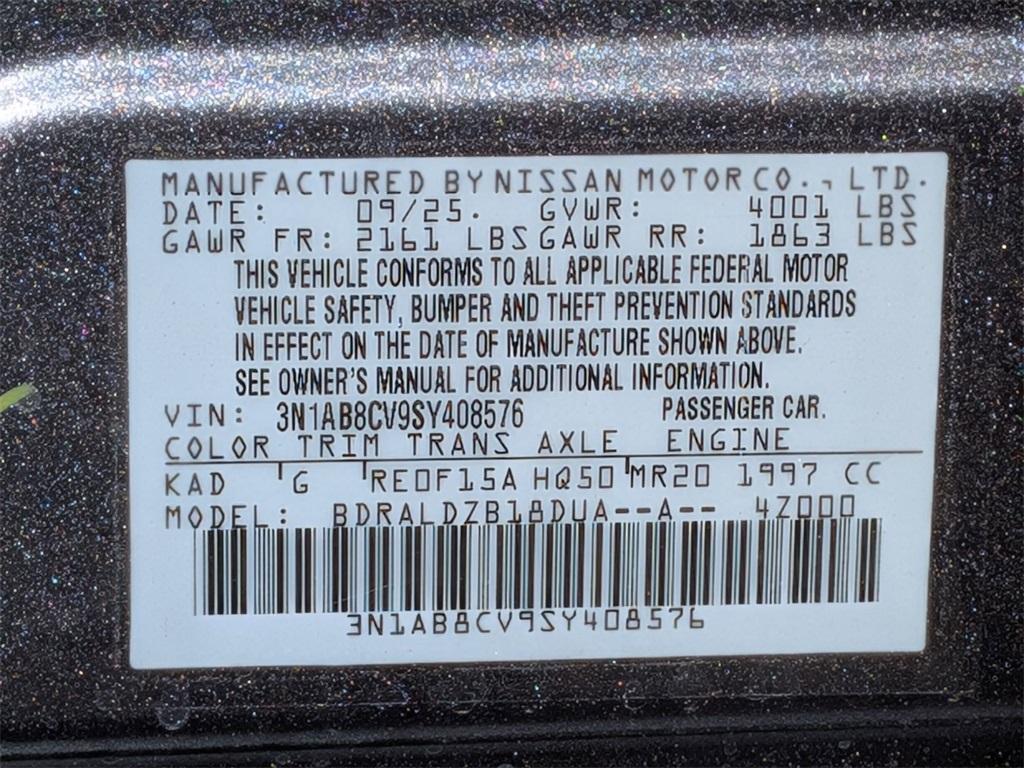 MANUFACTURED BY NISSAN MOTOR CO., LTD.
DATE: 09/25. GVWR: 4001 LBS
GAWR FR: 2161 LBS GAWR RR: 1863 LBS
THIS VEHICLE CONFORMS TO ALL APPLICABLE FEDERAL MOTOR
VEHICLE SAFETY, BUMPER AND THEFT PREVENTION STANDARDS
IN EFFECT ON THE DATE OF MANUFACTURE SHOWN ABOVE.
SEE OWNER'S MANUAL FOR ADDITIONAL INFORMATION.
VIN: 3N1AB8CV9SY408576 PASSENGER CAR.
COLOR TRIM TRANS AXLE ENGINE
KAD G RE0F15A HQ50 MR20 1997 CC
MODEL: BDRALDZB18DUA--A-- 4Z000
3N1AB8CV9SY408576